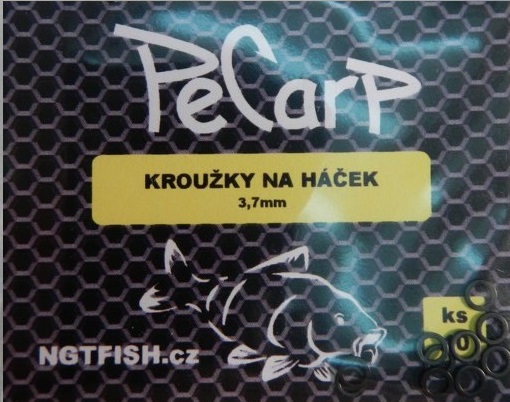 PeCarP
KROUŽKY NA HÁČEK
3,7mm
ks
NGTFISH.cz